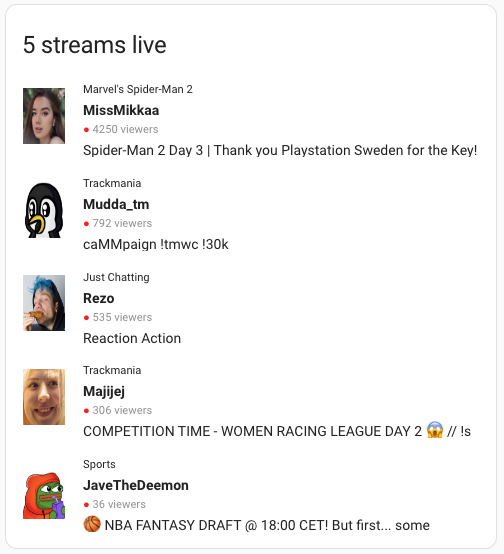 5 streams live
Marvel's Spider-Man 2
MissMikkaa
4250 viewers
Spider-Man 2 Day 3 | Thank you Playstation Sweden for the Key!
Trackmania
Mudda_tm
792 viewers
caMMpaign !tmwc !30k
Just Chatting
Rezo
535 viewers
Reaction Action
Trackmania
Majijej
306 viewers
COMPETITION TIME - WOMEN RACING LEAGUE DAY 2 😱 // !s
Sports
JaveTheDeemon
36 viewers
🏀 NBA FANTASY DRAFT @ 18:00 CET! But first... some